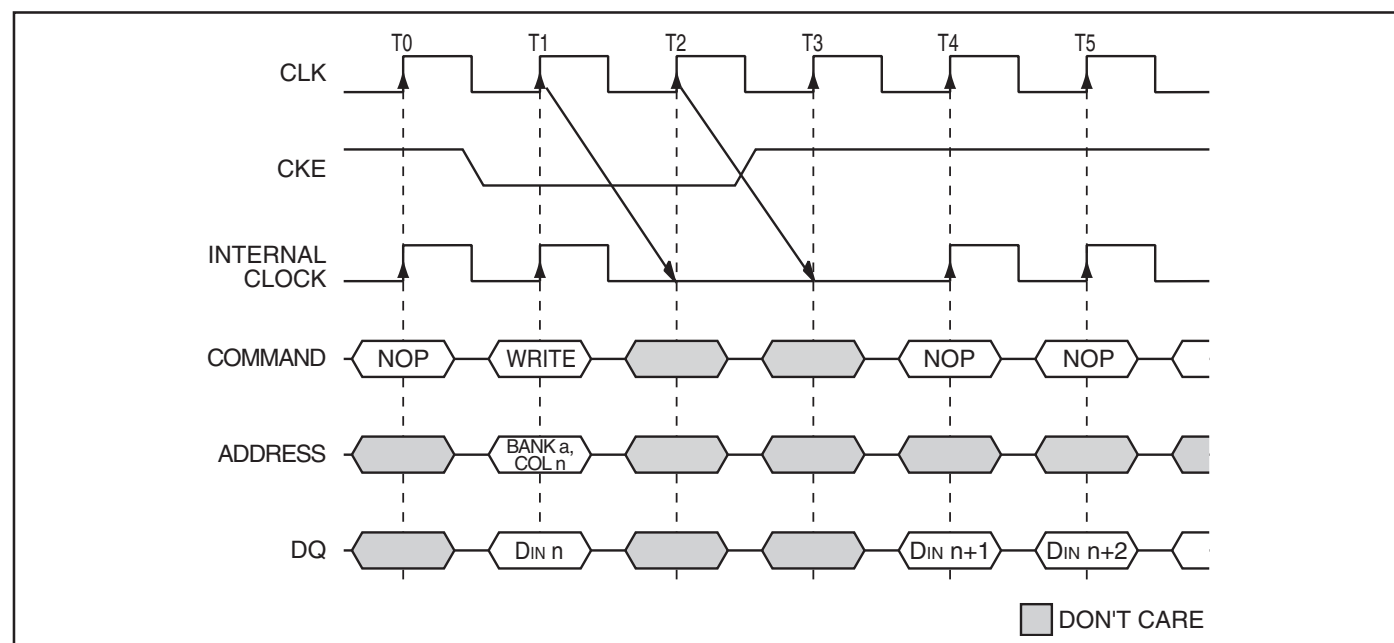 T0 T1 T2 T3 T4 T5
CLK
CKE
INTERNAL
CLOCK
COMMAND NOP WRITE NOP NOP
ADDRESS BANK a,
COL n
DQ DIN n DIN n+1 DIN n+2
DON'T CARE